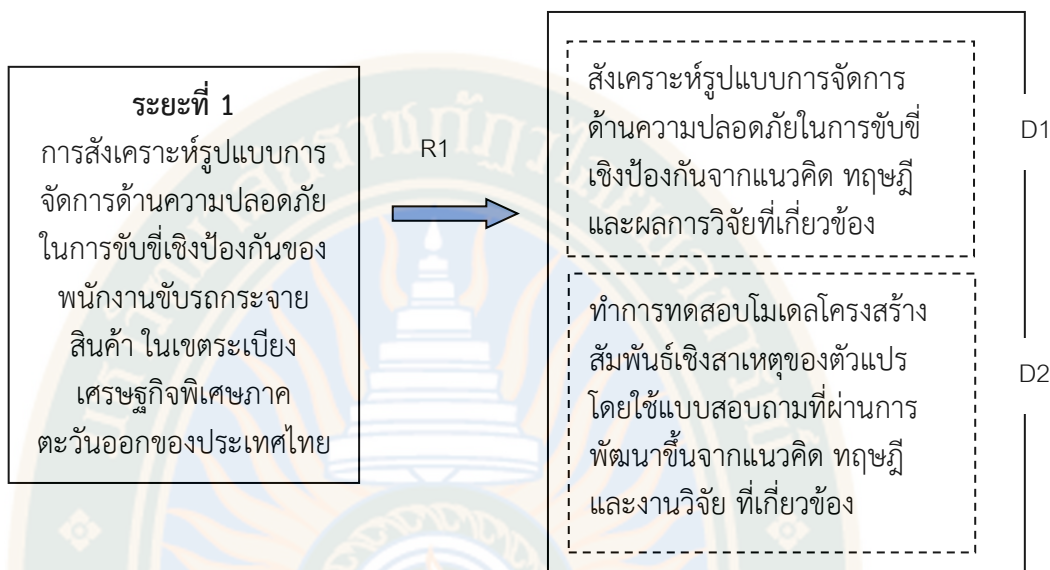 ระยะที่ 1
การสังเคราะห์รูปแบบการ
จัดการด้านความปลอดภัย
ในการขับขี่เชิงป้องกันของ
พนักงานขับรถกระจาย
สินค้า ในเขตระเบียง
เศรษฐกิจพิเศษภาค
ตะวันออกของประเทศไทย
R1
สังเคราะห์รูปแบบการจัดการ
ด้านความปลอดภัยในการขับขี่
เชิงป้องกันจากแนวคิด ทฤษฎี
และผลการวิจัยที่เกี่ยวข้อง
D1
ทำการทดสอบโมเดลโครงสร้าง
สัมพันธ์เชิงสาเหตุของตัวแปร
โดยใช้แบบสอบถามที่ผ่านการ
พัฒนาขึ้นจากแนวคิด ทฤษฎี
และงานวิจัย ที่เกี่ยวข้อง
D2